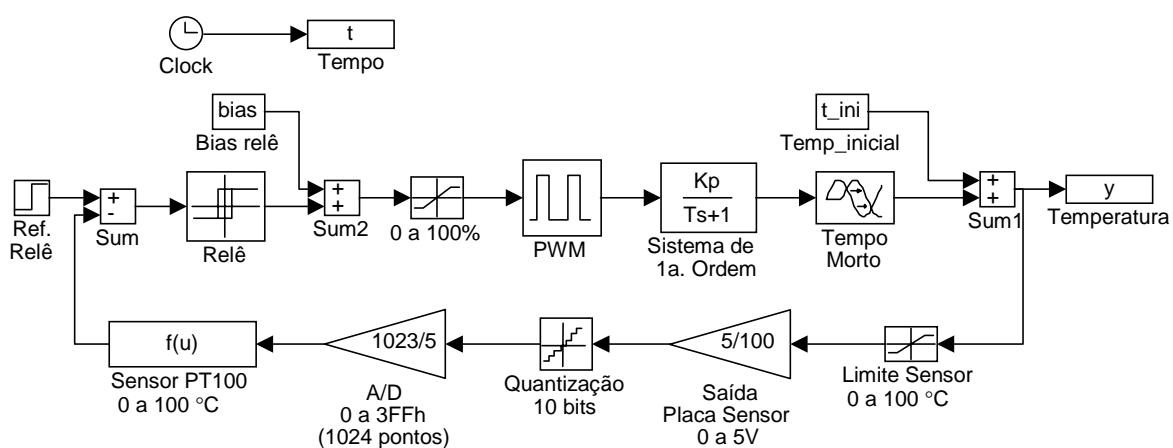 t
Clock
Tempo
bias
Bias relê
t_ini
Temp_inicial
Ref.
Relê
+
-
Sum
Relê
+
+
Sum2
0 a 100%
PWM
Kp
Ts+1
Sistema de
1a. Ordem
Tempo
Morto
+
+
Sum1
y
Temperatura
f(u)
Sensor PT100
0 a 100 °C
1023/5
A/D
0 a 3FFh
(1024 pontos)
Quantização
10 bits
5/100
Saída
Placa Sensor
0 a 5V
Limite Sensor
0 a 100 °C